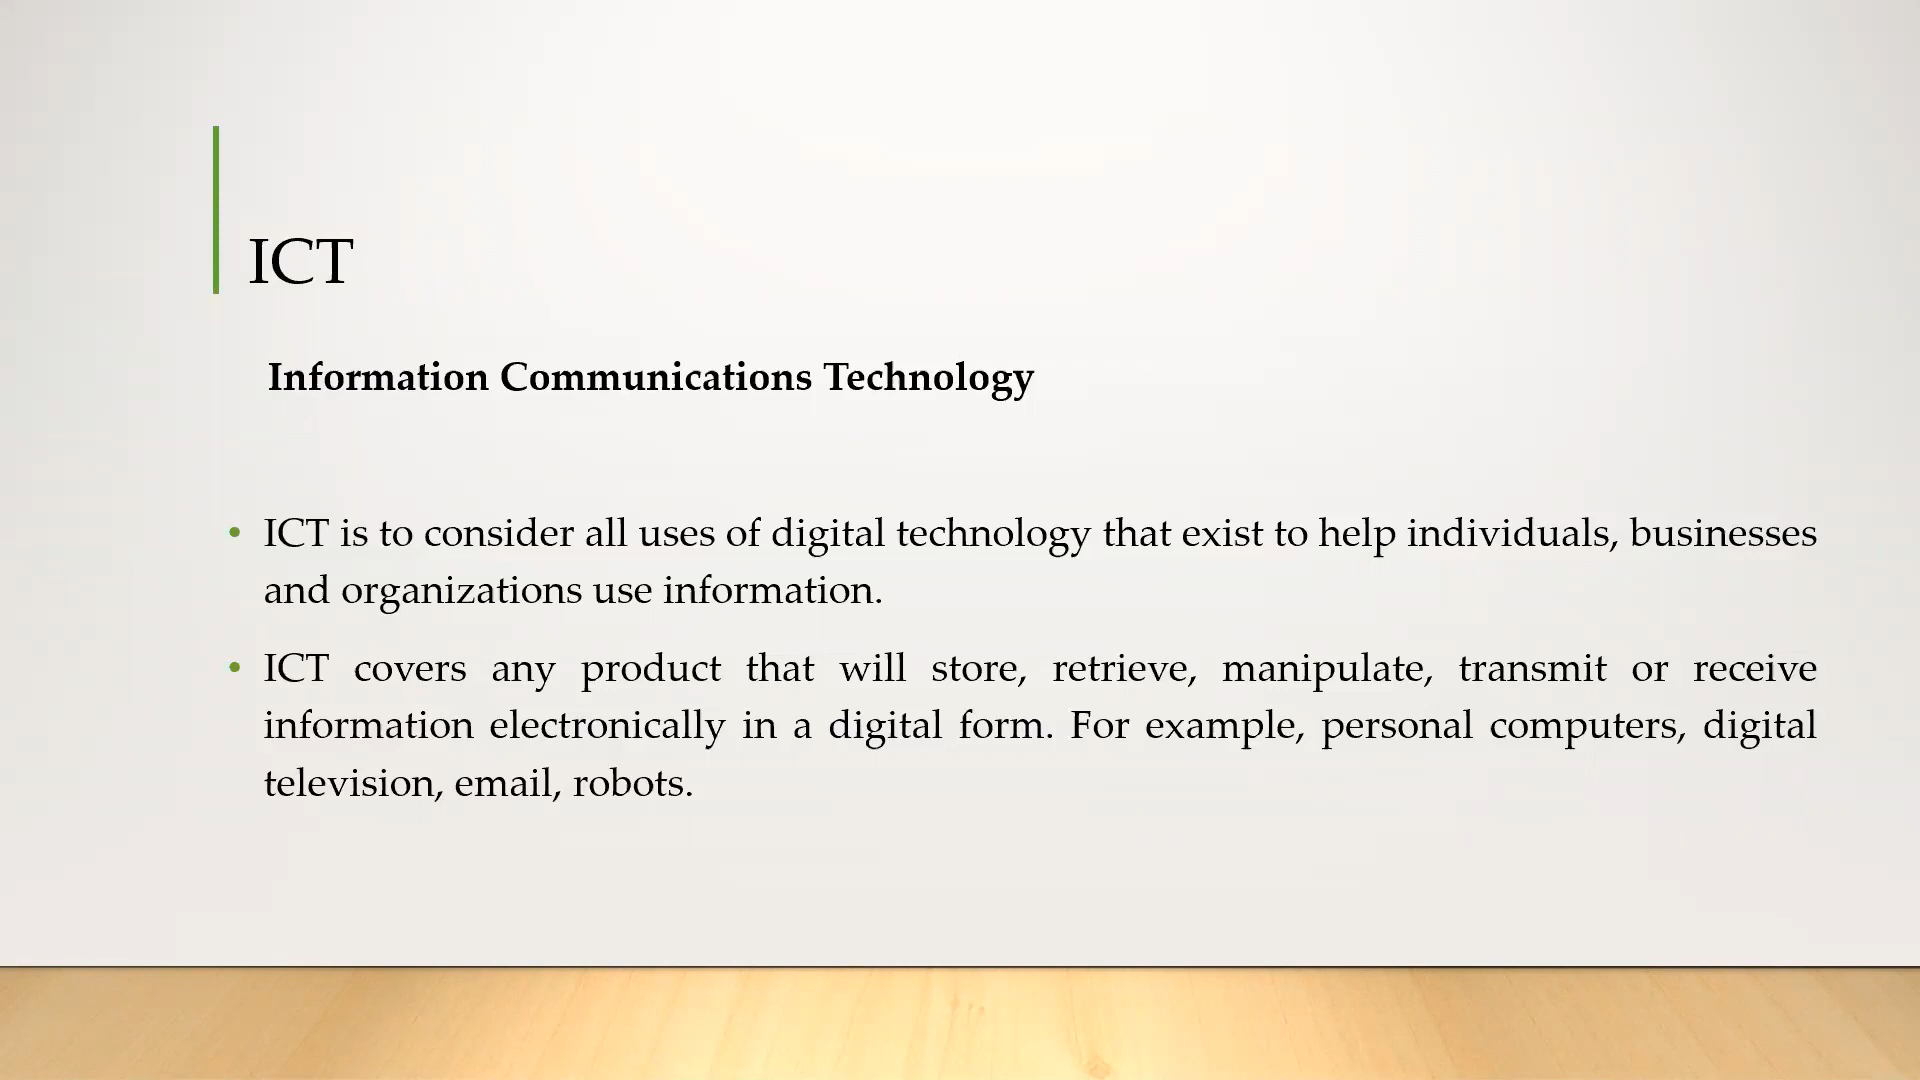 ICT
Information Communications Technology
• ICT is to consider all uses of digital technology that exist to help individuals, businesses
and organizations use information.
• ICT covers any product that will store, retrieve, manipulate, transmit or receive
information electronically in a digital form. For example, personal computers, digital
television, email, robots.